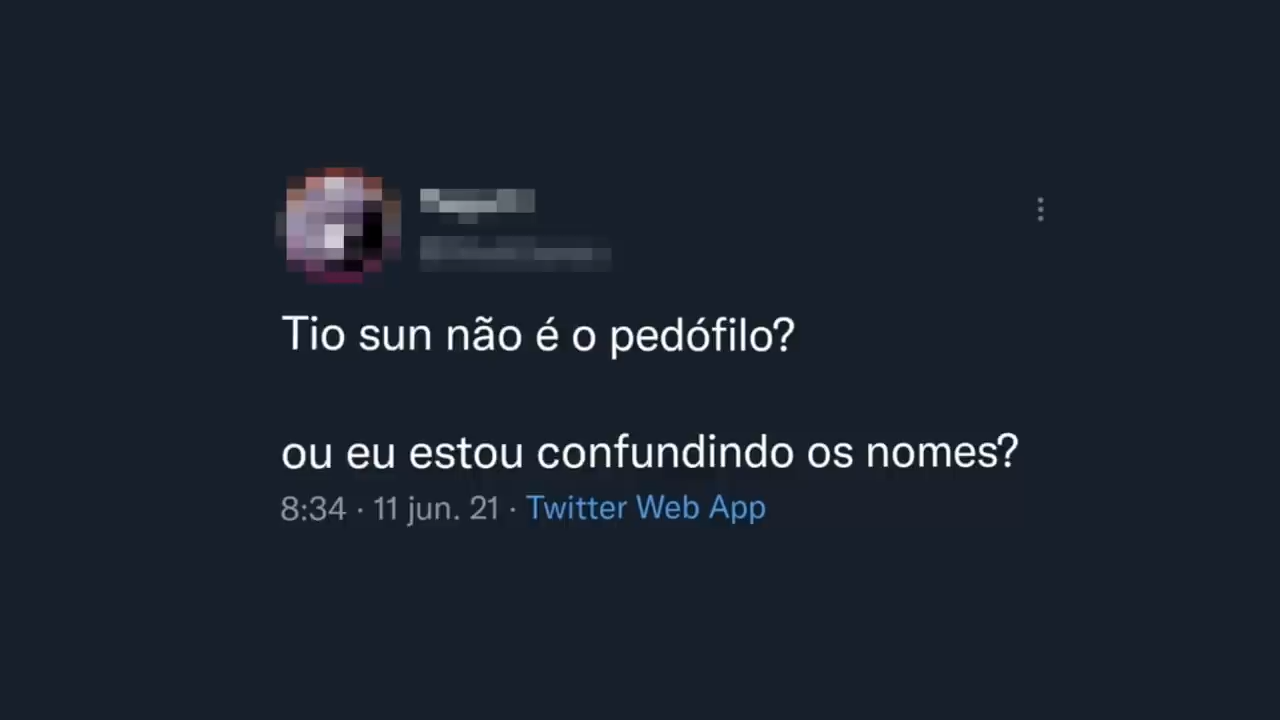 Tio sun não é o pedófilo?
ou eu estou confundindo os nomes?
8:34 · 11 jun. 21 · Twitter Web App